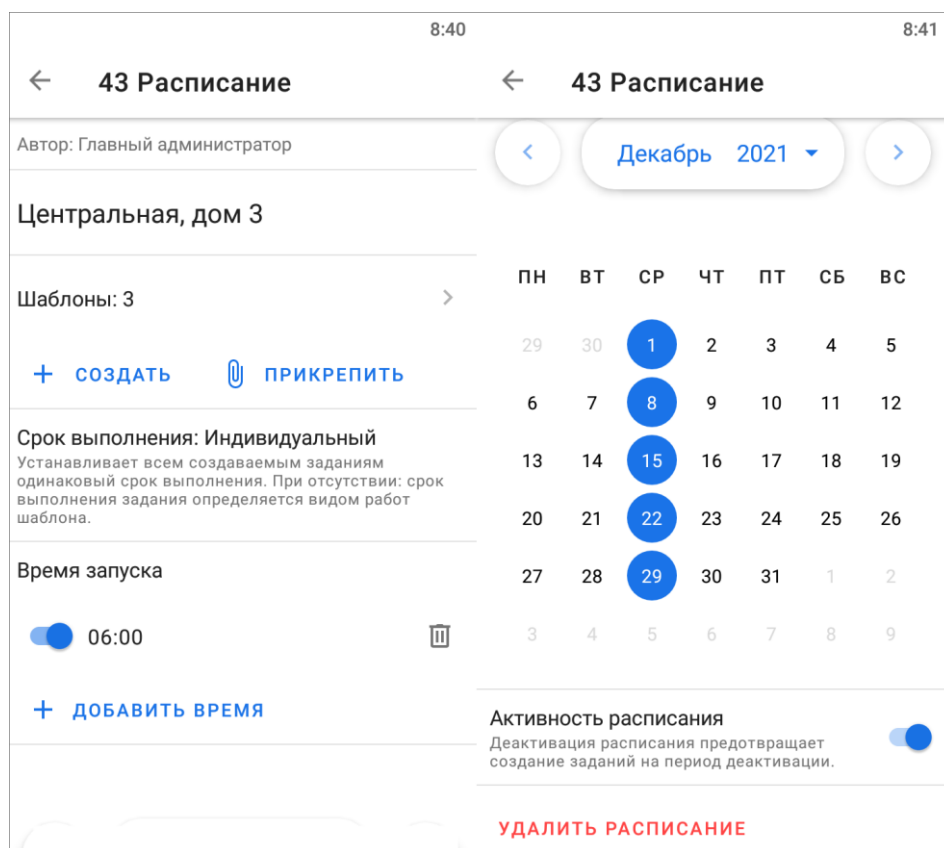 8:40
43 Расписание
Автор: Главный администратор
Центральная, дом 3
Шаблоны: 3
СОЗДАТЬ ПРИКРЕПИТЬ
Срок выполнения: Индивидуальный
Устанавливает всем создаваемым заданиям
одинаковый срок выполнения. При отсутствии: срок
выполнения задания определяется видом работ
шаблона.
Время запуска
06:00
ДОБАВИТЬ ВРЕМЯ
8:41
43 Расписание
Декабрь 2021
ПН ВТ СР ЧТ ПТ СБ ВС
29 30 1 2 3 4 5
6 7 8 9 10 11 12
13 14 15 16 17 18 19
20 21 22 23 24 25 26
27 28 29 30 31 1 2
3 4 5 6 7 8 9
Активность расписания
Деактивация расписания предотвращает
создание заданий на период деактивации.
УДАЛИТЬ РАСПИСАНИЕ